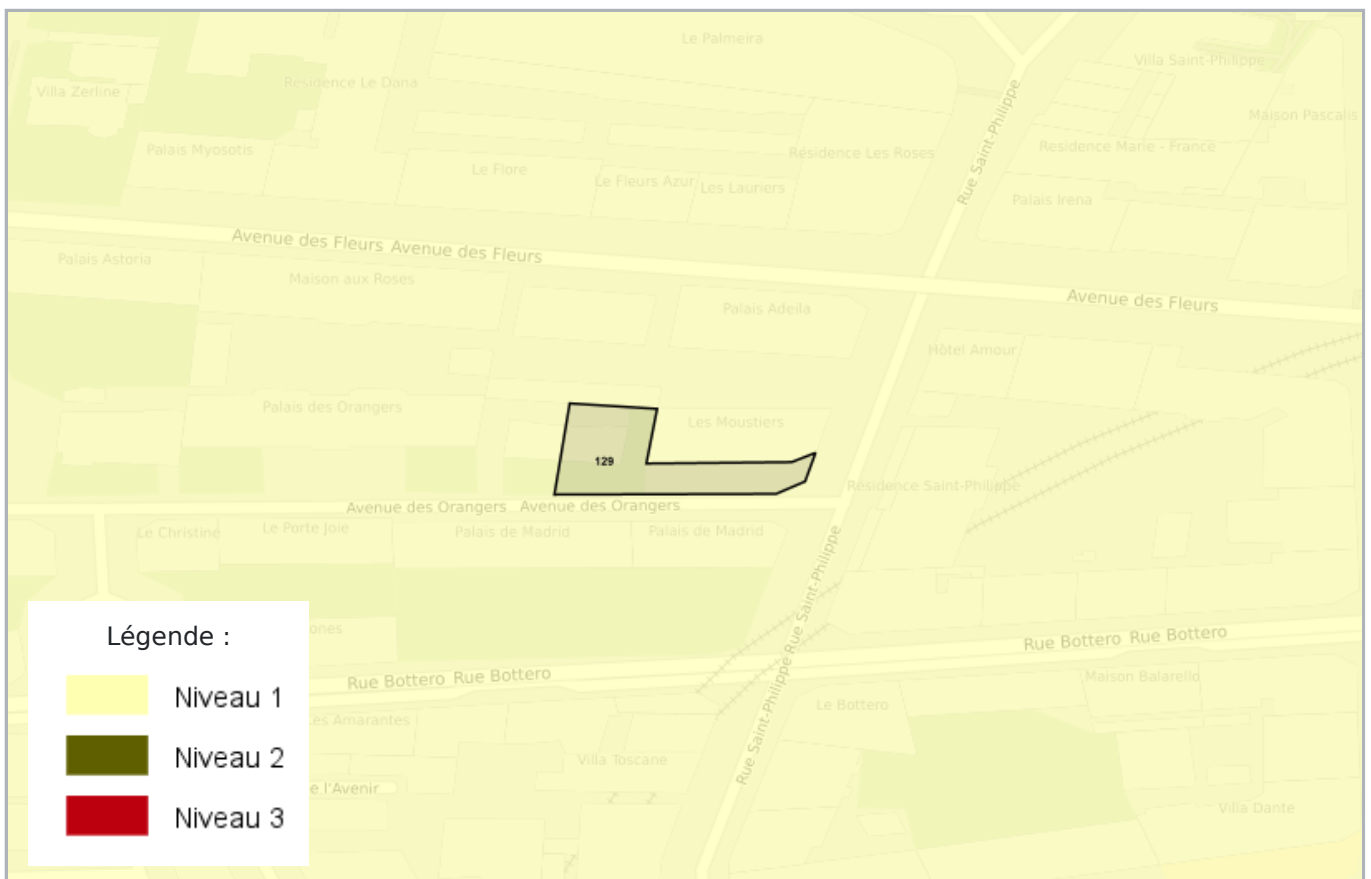 Le Palmeira
Villa Saint-Philippe
Residence Le Dana
Villa Zerline
Rue Saint-Philippe
Maison Pascalis
Palais Myosotis
Résidence Les Roses
Residence Marie - France
Le Flore
Le Fleurs Azur
Les Lauriers
Palais Irena
Avenue des Fleurs Avenue des Fleurs
Palais Astoria
Maison aux Roses
Avenue des Fleurs
Palais Adeila
Hôtel Amour
Palais des Orangers
Les Moustiers
129
Résidence Saint-Philippe
Avenue des Orangers Avenue des Orangers
Le Christine
Le Porte Joie
Palais de Madrid
Palais de Madrid
Rue Saint-Philippe Rue Saint-Philippe
ones
Légende :
Rue Bottero Rue Bottero
Rue Bottero Rue Bottero
Maison Balarello
Niveau 1
Le Bottero
Les Amarantes
Niveau 2
Villa Toscane
e l'Avenir
Villa Dante
Niveau 3